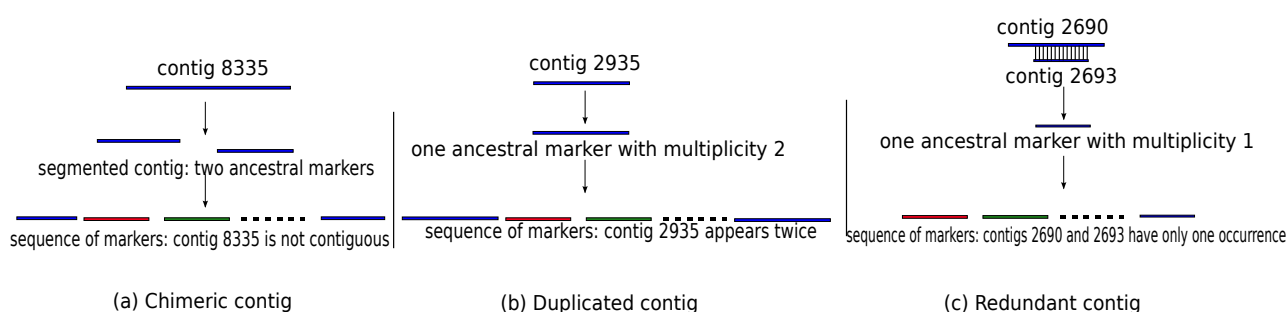 contig 8335
segmented contig: two ancestral markers
sequence of markers: contig 8335 is not contiguous
(a) Chimeric contig
contig 2935
one ancestral marker with multiplicity 2
sequence of markers: contig 2935 appears twice
(b) Duplicated contig
contig 2690
contig 2693
one ancestral marker with multiplicity 1
sequence of markers: contigs 2690 and 2693 have only one occurrence
(c) Redundant contig